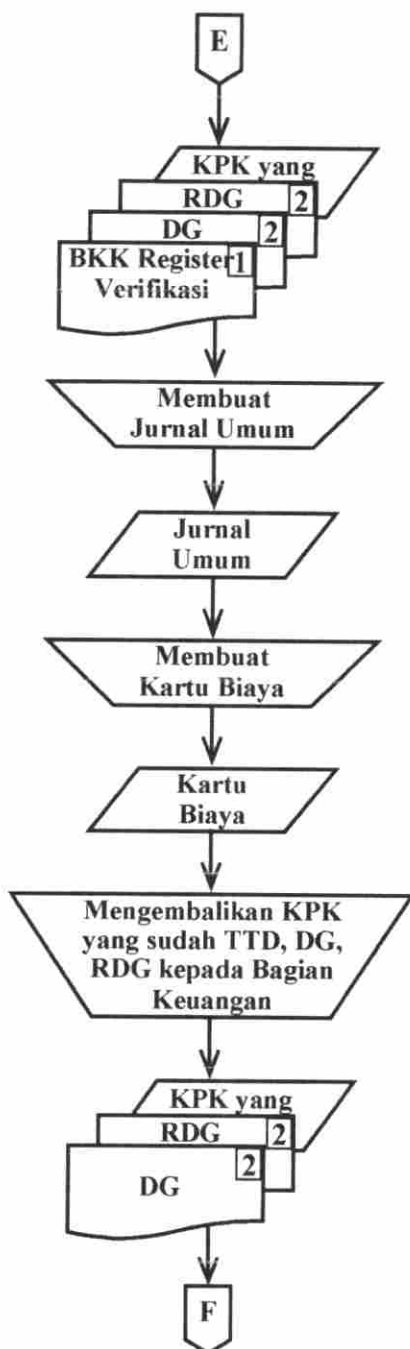 E
KPK yang
RDG 2
DG 2
BKK Register 1
Verifikasi
Membuat
Jurnal Umum
Jurnal
Umum
Membuat
Kartu Biaya
Kartu
Biaya
Mengembalikan KPK
yang sudah TTD, DG,
RDG kepada Bagian
Keuangan
KPK yang
RDG 2
2
DG
F